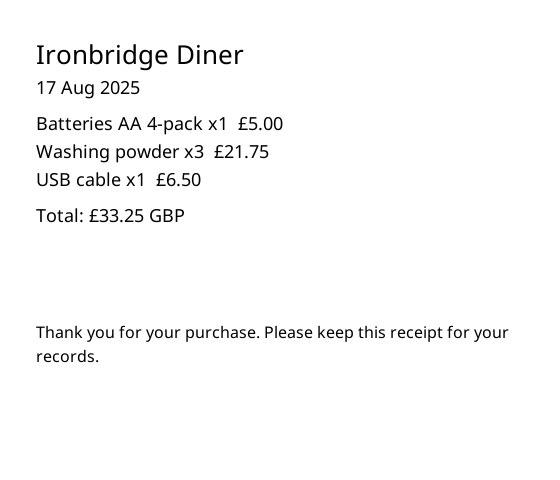 Ironbridge Diner
17 Aug 2025
Batteries AA 4-pack x1  £5.00
Washing powder x3  £21.75
USB cable x1  £6.50
Total: £33.25 GBP
Thank you for your purchase. Please keep this receipt for your
records.